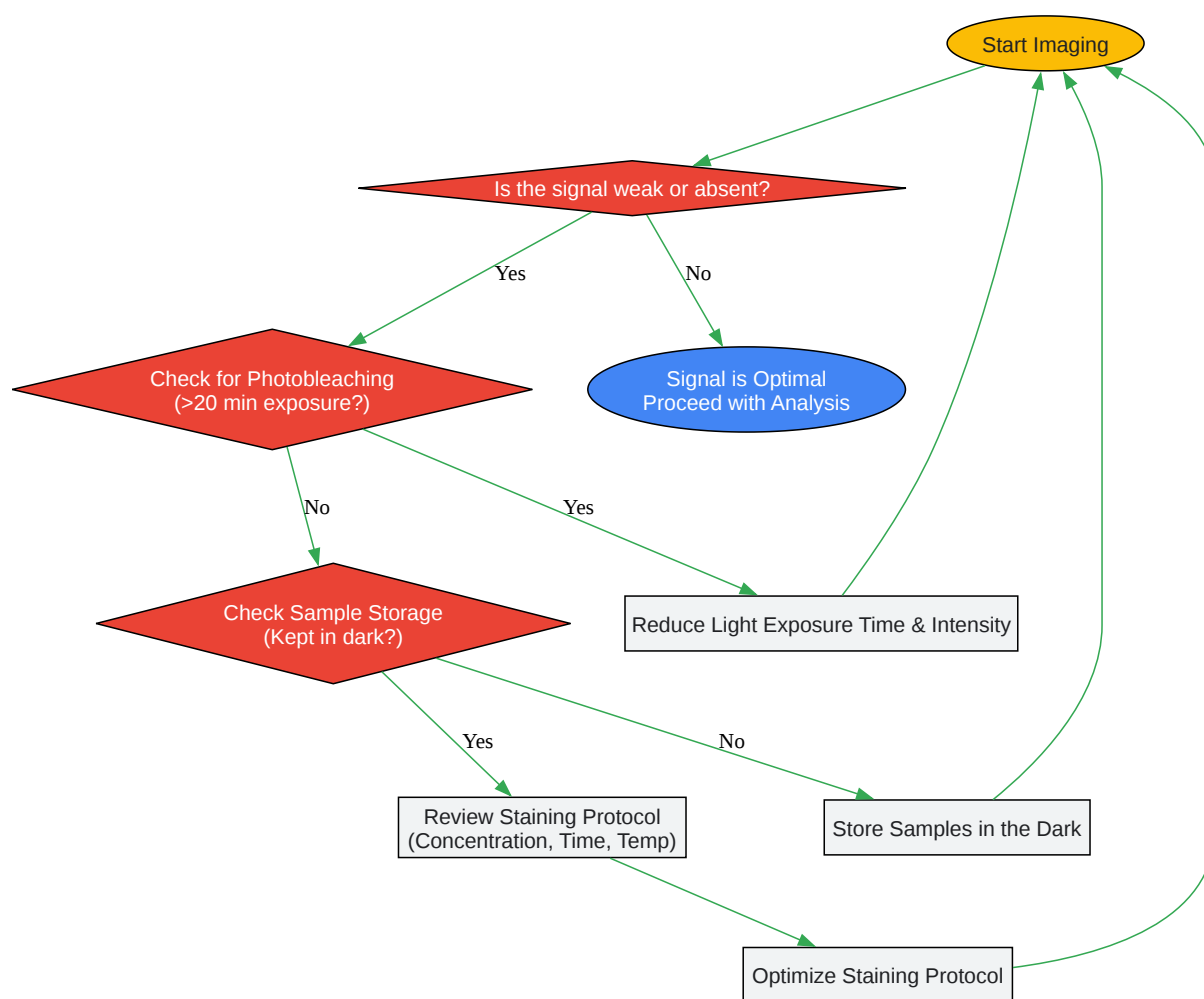 Start Imaging
Is the signal weak or absent?
Yes
No
Check for Photobleaching
(>20 min exposure?)
Signal is Optimal
Proceed with Analysis
No
Yes
Check Sample Storage
(Kept in dark?)
Reduce Light Exposure Time & Intensity
Yes
No
Review Staining Protocol
(Concentration, Time, Temp)
Store Samples in the Dark
Optimize Staining Protocol